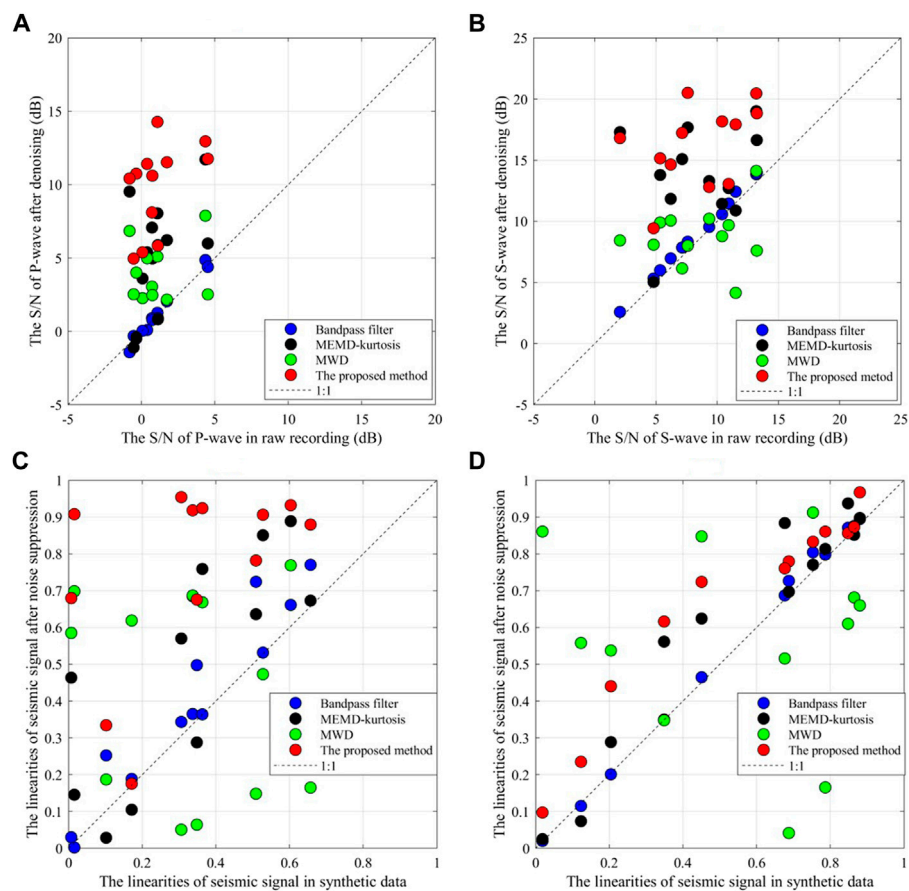 A
The S/N of P-wave after denoising (dB)
20
15
10
5
0
-5
-5
0
5
10
15
20
The S/N of P-wave in raw recording (dB)
Bandpass filter
MEMD-kurtosis
MWD
The proposed method
1:1
B
The S/N of S-wave after denoising (dB)
25
20
15
10
5
0
-5
-5
0
5
10
15
20
25
The S/N of S-wave in raw recording (dB)
Bandpass filter
MEMD-kurtosis
MWD
The proposed metod
1:1
C
The linearities of seismic signal after noise suppression
1
0.9
0.8
0.7
0.6
0.5
0.4
0.3
0.2
0.1
0
0
0.2
0.4
0.6
0.8
1
The linearities of seismic signal in synthetic data
Bandpass filter
MEMD-kurtosis
MWD
The proposed method
1:1
D
The linearities of seismic signal after noise suppression
1
0.9
0.8
0.7
0.6
0.5
0.4
0.3
0.2
0.1
0
0
0.2
0.4
0.6
0.8
1
The linearities of seismic signal in synthetic data
Bandpass filter
MEMD-kurtosis
MWD
The proposed method
1:1